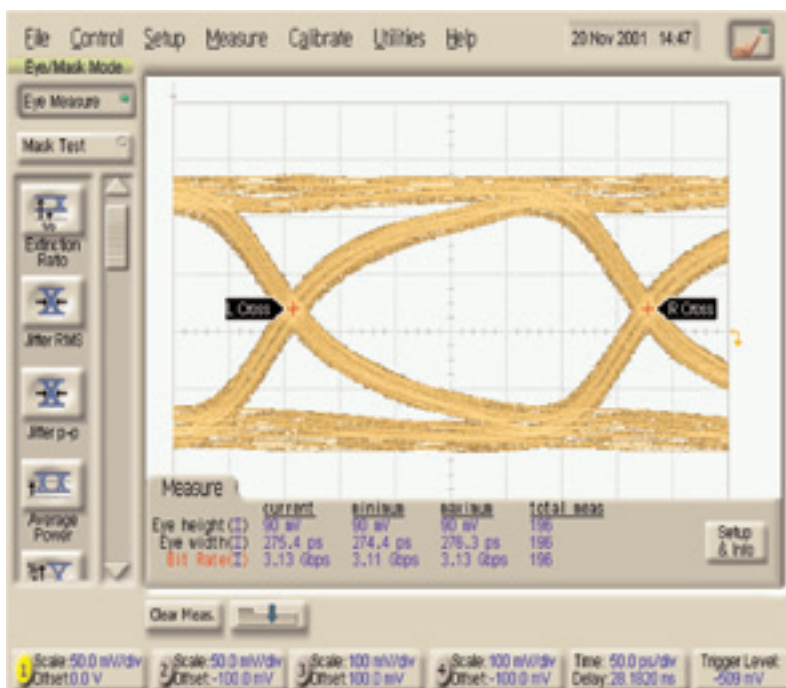 File Control Setup Measure Calibrate Utilities Help 20 Nov 2001 14:47
Eye/Mask Mode
Eye Measure
Mask Test
Extinction
Ratio
Jitter RMS
Jitter p-p
Average
Power
L Cross
R Cross
Measure
current minimum maximum total meas
Eye height(I) 90 mV 90 mV 90 mV 196
Eye width(I) 275.4 ps 274.4 ps 276.3 ps 196
Bit Rate(I) 3.13 Gbps 3.11 Gbps 3.13 Gbps 196
Setup
& Info
Clear Meas.
1 Scale:50.0 mV/div
Offset:0.0 V
2 Scale:50.0 mV/div
Offset:-100.0 mV
3 Scale:100 mV/div
Offset:100.0 mV
4 Scale:100 mV/div
Offset:-100.0 mV
Time:50.0 ps/div
Delay:28.1820 ns
Trigger Level:
-509 mV